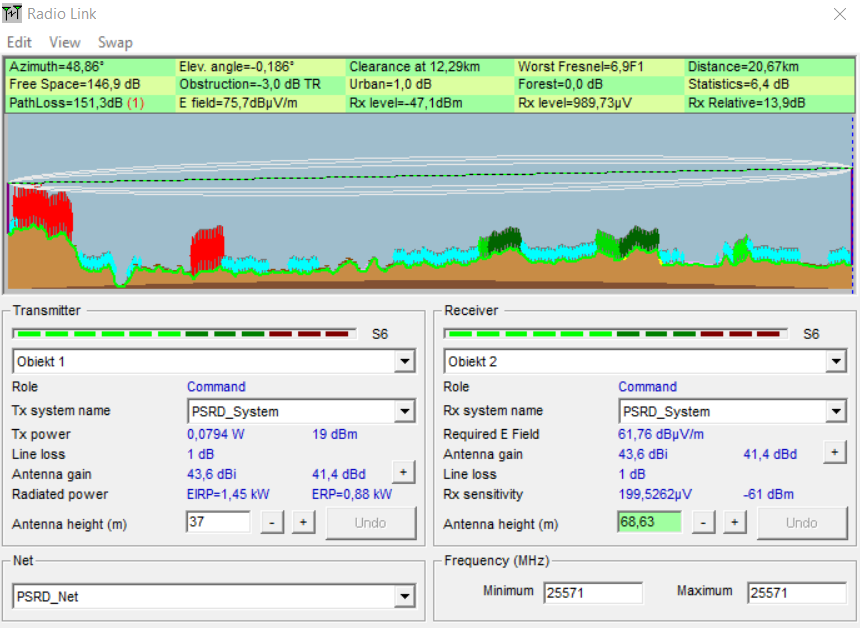 Radio Link
Edit View Swap
Azimuth=48,86° Elev. angle=-0,186° Clearance at 12,29km Worst Fresnel=6,9F1 Distance=20,67km
Free Space=146,9 dB Obstruction=-3,0 dB TR Urban=1,0 dB Forest=0,0 dB Statistics=6,4 dB
PathLoss=151,3dB (1) E field=75,7dBµV/m Rx level=-47,1dBm Rx level=989,73µV Rx Relative=13,9dB
Transmitter
S6
Obiekt 1
Role Command
Tx system name PSRD_System
Tx power 0,0794 W 19 dBm
Line loss 1 dB
Antenna gain 43,6 dBi 41,4 dBd +
Radiated power EIRP=1,45 kW ERP=0,88 kW
Antenna height (m) 37 - + Undo
Receiver
S6
Obiekt 2
Role Command
Rx system name PSRD_System
Required E Field 61,76 dBµV/m
Antenna gain 43,6 dBi 41,4 dBd +
Line loss 1 dB
Rx sensitivity 199,5262µV -61 dBm
Antenna height (m) 68,63 - + Undo
Net
PSRD_Net
Frequency (MHz)
Minimum 25571 Maximum 25571